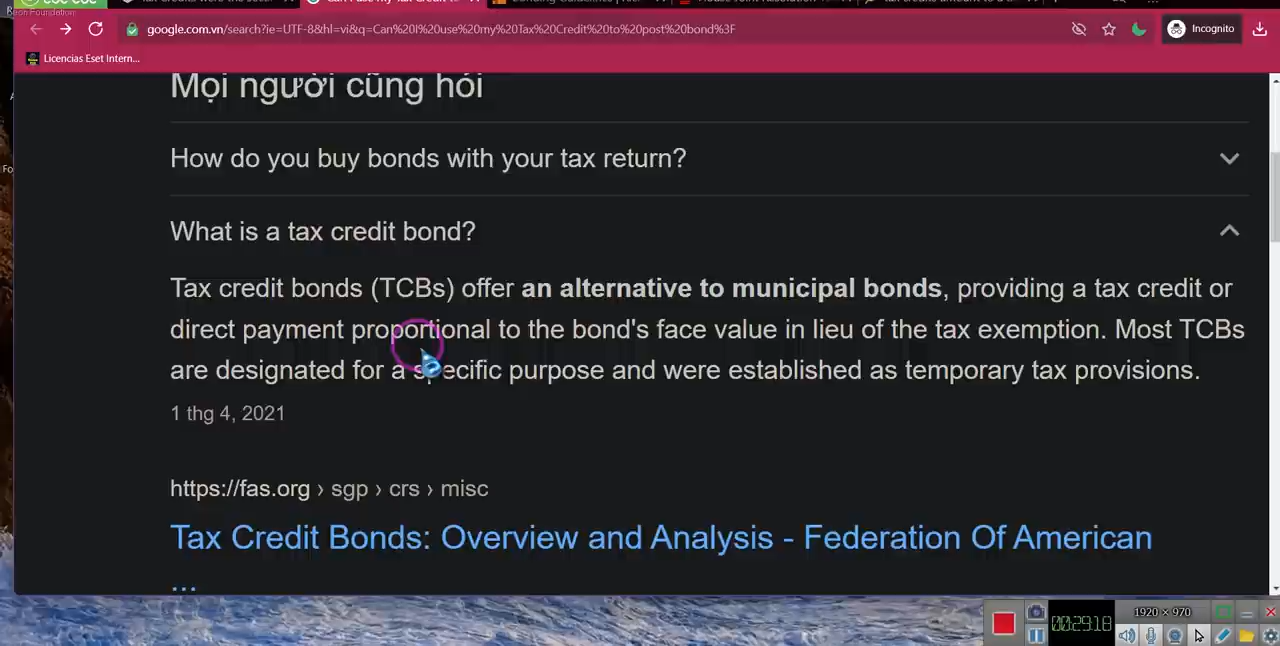 google.com.vn/search?ie=UTF-8&hl=vi&q=Can%20I%20use%20my%20Tax%20Credit%20to%20post%20bond%3F
Incognito
Licencias Eset Intern...
Mọi người cũng hỏi
How do you buy bonds with your tax return?
What is a tax credit bond?
Tax credit bonds (TCBs) offer an alternative to municipal bonds, providing a tax credit or
direct payment proportional to the bond's face value in lieu of the tax exemption. Most TCBs
are designated for a specific purpose and were established as temporary tax provisions.
1 thg 4, 2021
https://fas.org › sgp › crs › misc
Tax Credit Bonds: Overview and Analysis - Federation Of American
...
1920 × 970
00:29:18